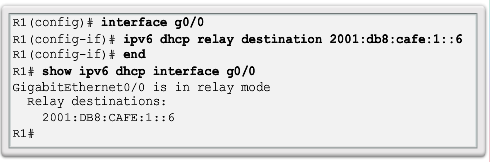 R1(config)# interface g0/0
R1(config-if)# ipv6 dhcp relay destination 2001:db8:cafe:1::6
R1(config-if)# end
R1# show ipv6 dhcp interface g0/0
GigabitEthernet0/0 is in relay mode
  Relay destinations:
    2001:DB8:CAFE:1::6
R1#